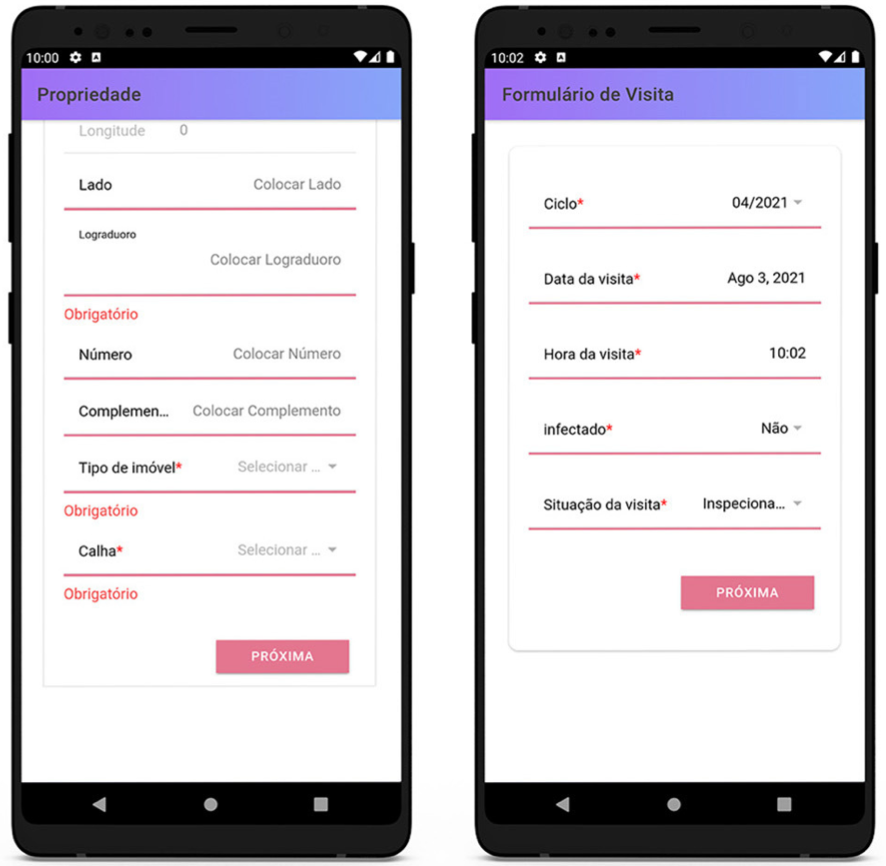 10:00
Propriedade
Longitude 0
Lado Colocar Lado
Lograduoro
Colocar Lograduoro
Obrigatório
Número Colocar Número
Complemen... Colocar Complemento
Tipo de imóvel* Selecionar ...
Obrigatório
Calha* Selecionar ...
Obrigatório
PRÓXIMA
10:02
Formulário de Visita
Ciclo* 04/2021
Data da visita* Ago 3, 2021
Hora da visita* 10:02
infectado* Não
Situação da visita* Inspeciona...
PRÓXIMA